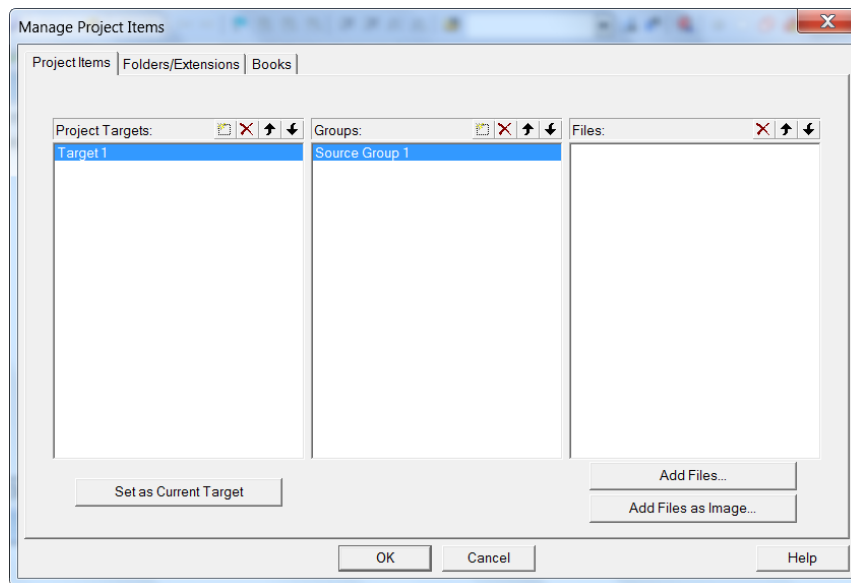 Manage Project Items
Project Items Folders/Extensions Books
Project Targets: Groups: Files:
Target 1 Source Group 1
Add Files...
Set as Current Target
Add Files as Image...
OK Cancel Help